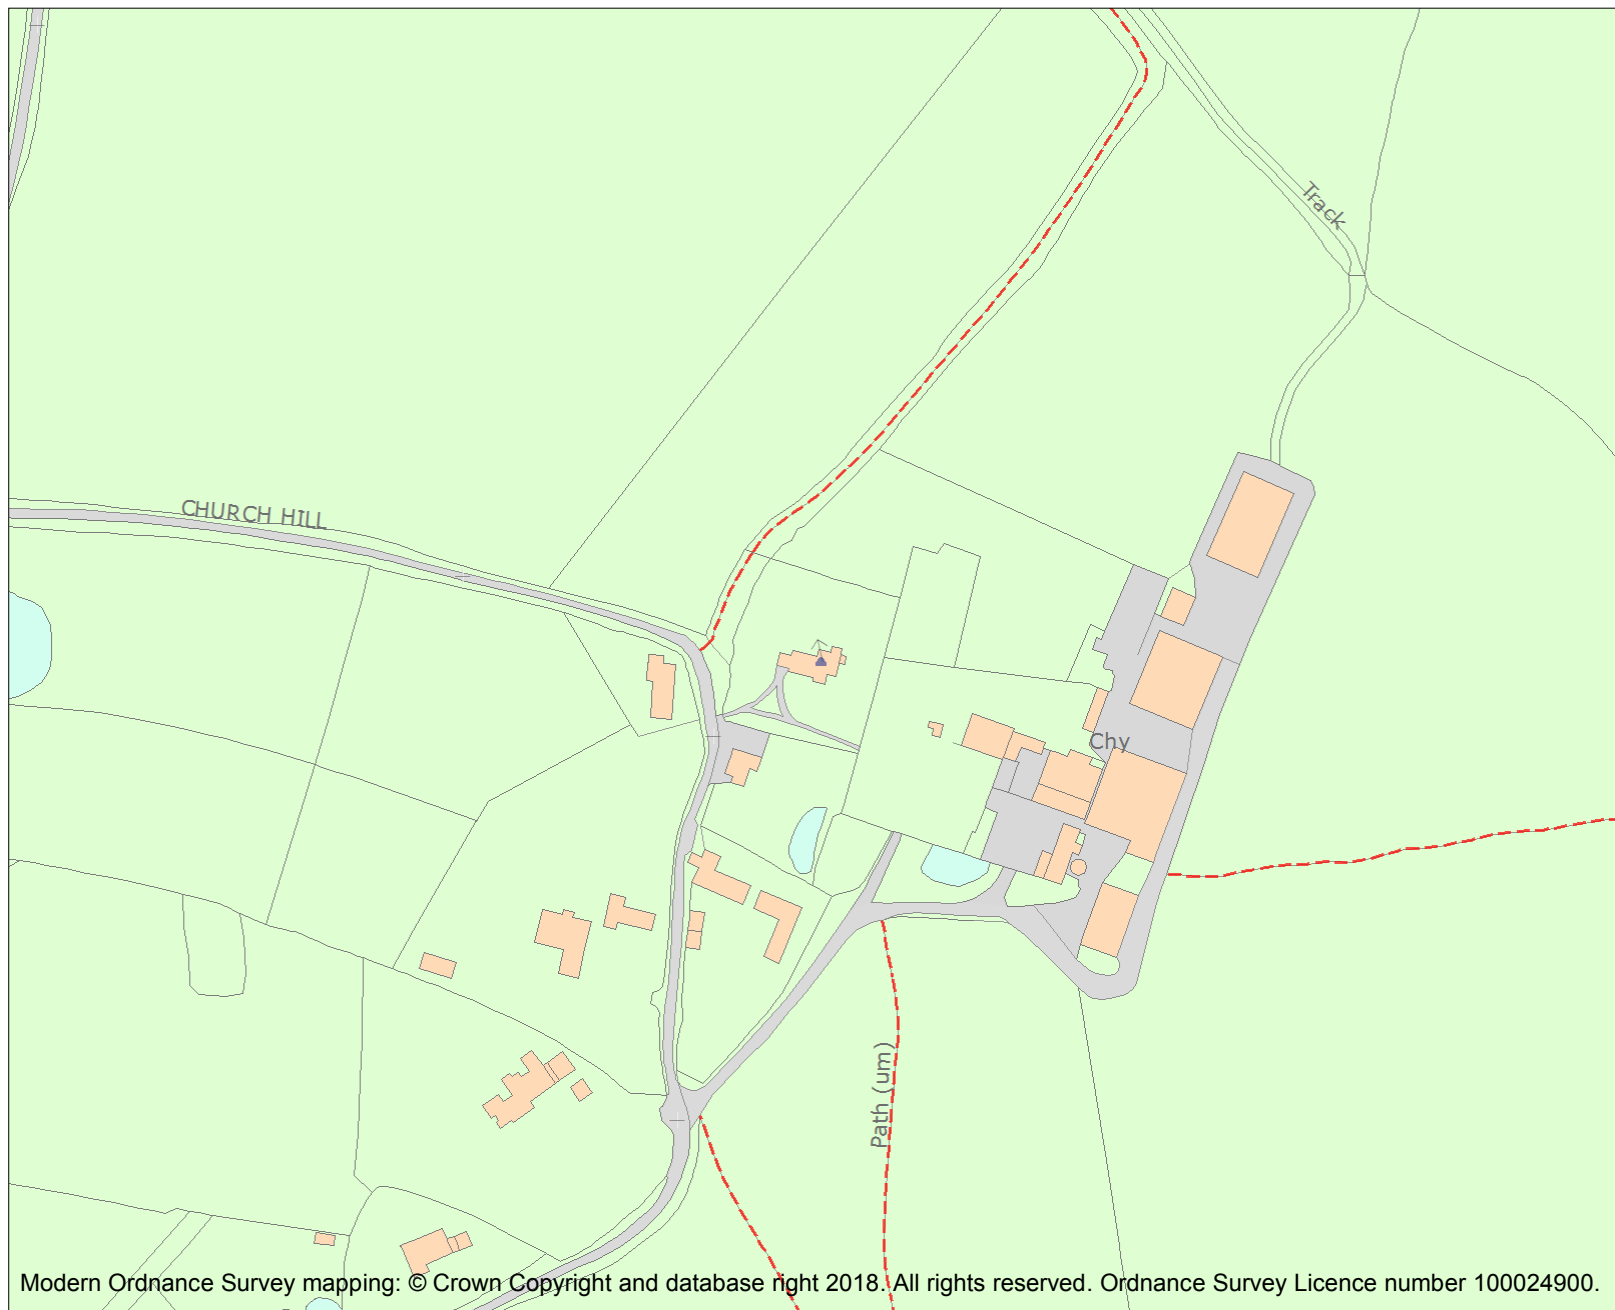 Track
CHURCH HILL
Chy
Path (um)
Modern Ordnance Survey mapping: © Crown Copyright and database right 2018. All rights reserved. Ordnance Survey Licence number 100024900.